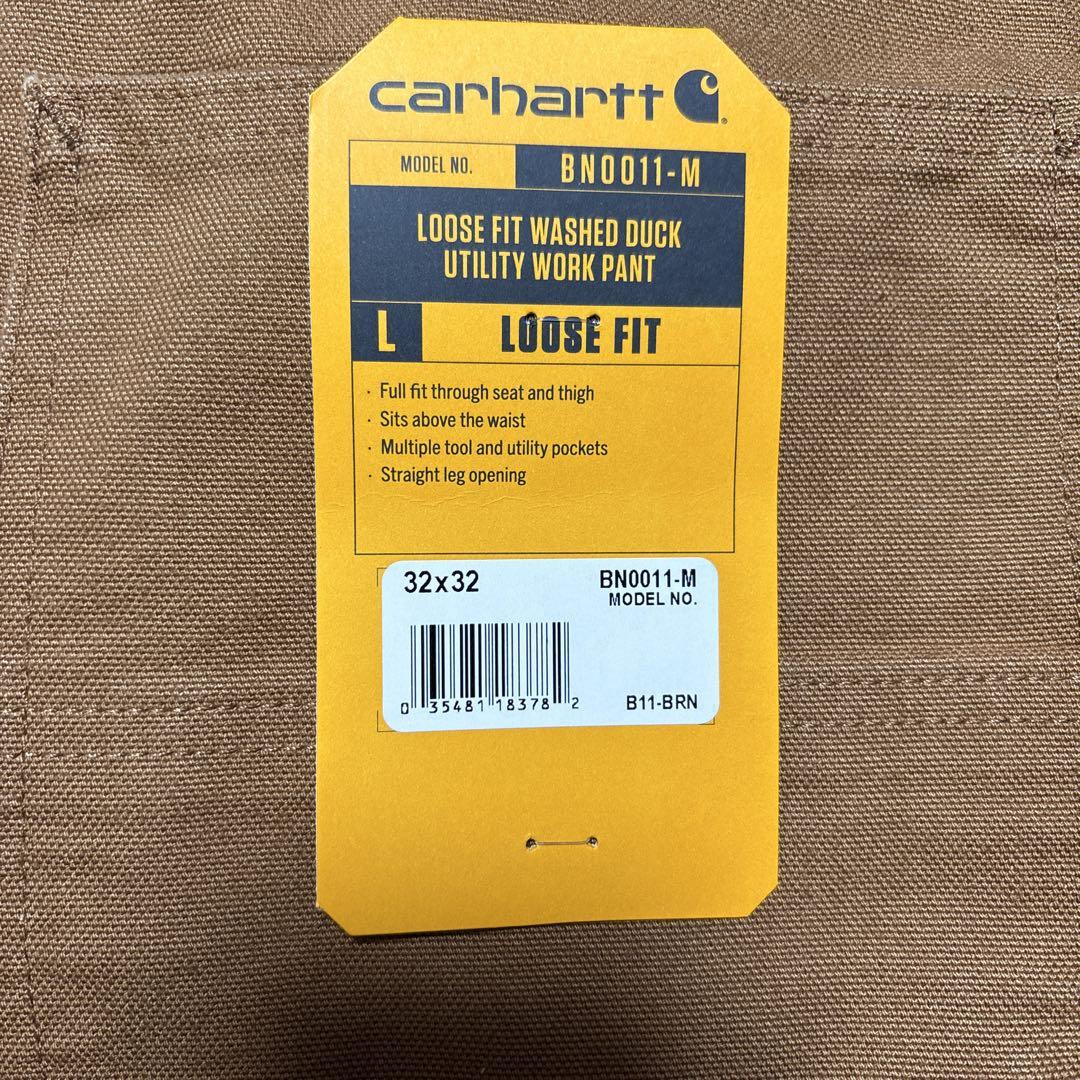 carhartt
MODEL NO. BN0011-M
LOOSE FIT WASHED DUCK
UTILITY WORK PANT
L LOOSE FIT
· Full fit through seat and thigh
· Sits above the waist
· Multiple tool and utility pockets
· Straight leg opening
32x32 BN0011-M
MODEL NO.
0 35481 18378 2 B11-BRN